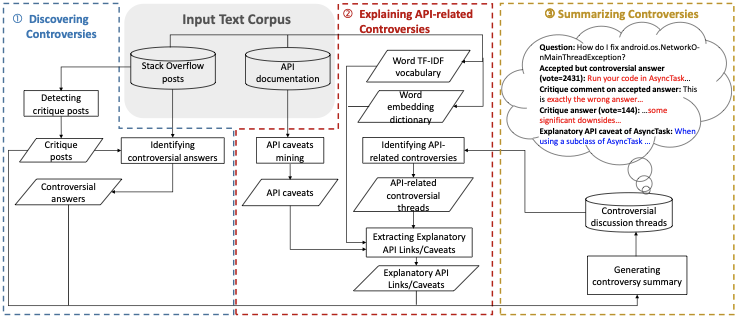 ① Discovering
Controversies
Input Text Corpus
Stack Overflow
posts
API
documentation
Detecting
critique posts
Critique
posts
Identifying
controversial answers
Controversial
answers
② Explaining API-related
Controversies
Word TF-IDF
vocabulary
Word embedding
dictionary
API caveats
mining
API caveats
Identifying API-
related controversies
API-related
controversial
threads
Extracting Explanatory
API Links/Caveats
Explanatory API
Links/Caveats
③ Summarizing Controversies
Question: How do I fix android.os.NetworkO-
nMainThreadException?
Accepted but controversial answer
(vote=2431): Run your code in AsyncTask...
Critique comment on accepted answer: This
is exactly the wrong answer...
Critique answer (vote=144): ...some
significant downsides...
Explanatory API caveat of AsyncTask: When
using a subclass of AsyncTask ...
Controversial
discussion threads
Generating
controversy summary